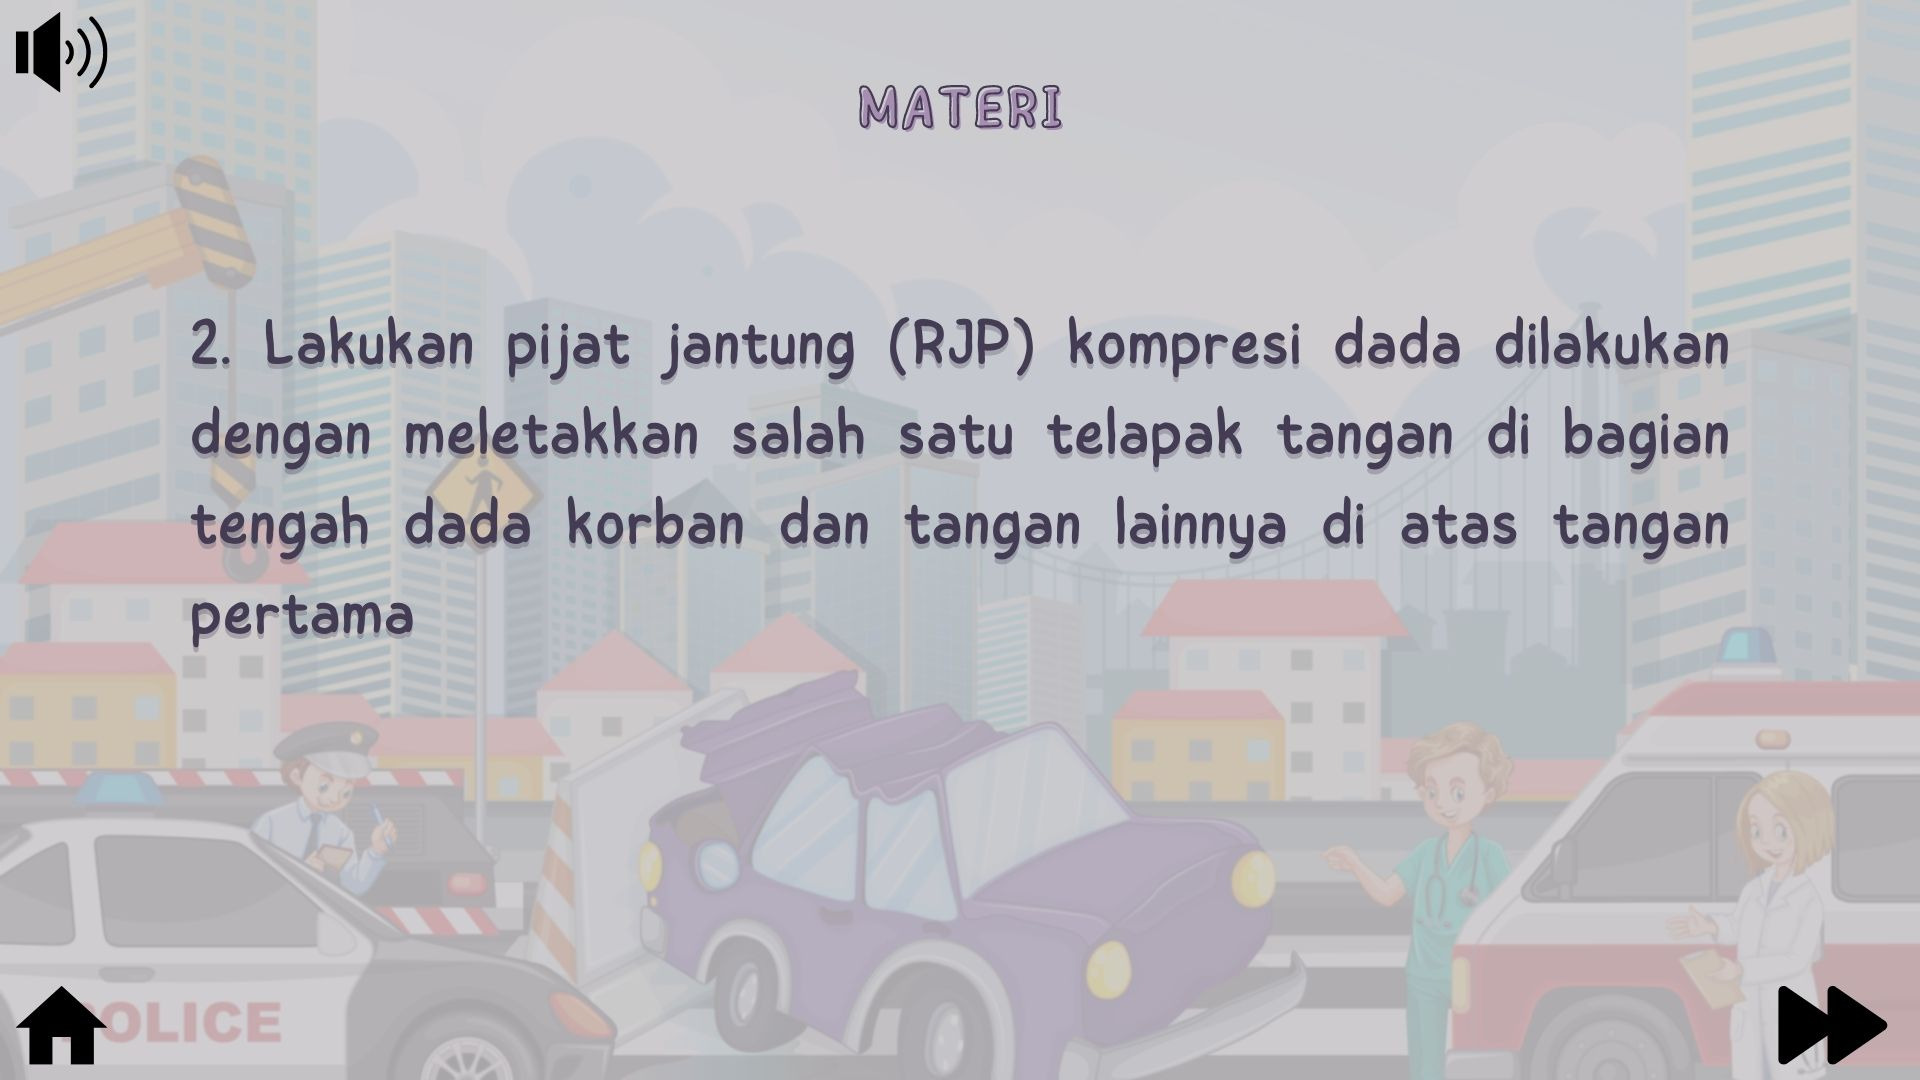 MATERI
2. Lakukan pijat jantung (RJP) kompresi dada dilakukan
dengan meletakkan salah satu telapak tangan di bagian
tengah dada korban dan tangan lainnya di atas tangan
pertama
POLICE